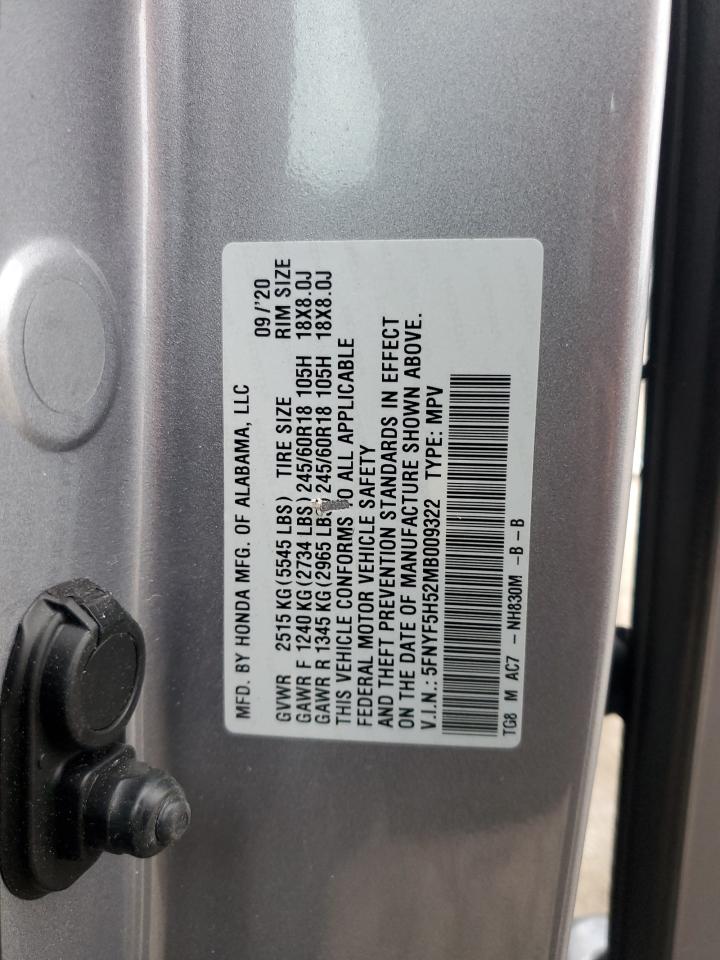 MFD. BY HONDA MFG. OF ALABAMA, LLC 09/'20
GVWR 2515 KG (5545 LBS) TIRE SIZE RIM SIZE
GAWR F 1240 KG (2734 LBS) 245/60R18 105H 18X8.0J
GAWR R 1345 KG (2965 LBS) 245/60R18 105H 18X8.0J
THIS VEHICLE CONFORMS TO ALL APPLICABLE
FEDERAL MOTOR VEHICLE SAFETY
AND THEFT PREVENTION STANDARDS IN EFFECT
ON THE DATE OF MANUFACTURE SHOWN ABOVE.
V.I.N.: 5FNYF5H52MB009322 TYPE: MPV
TG8 M AC7 - NH830M -B-B